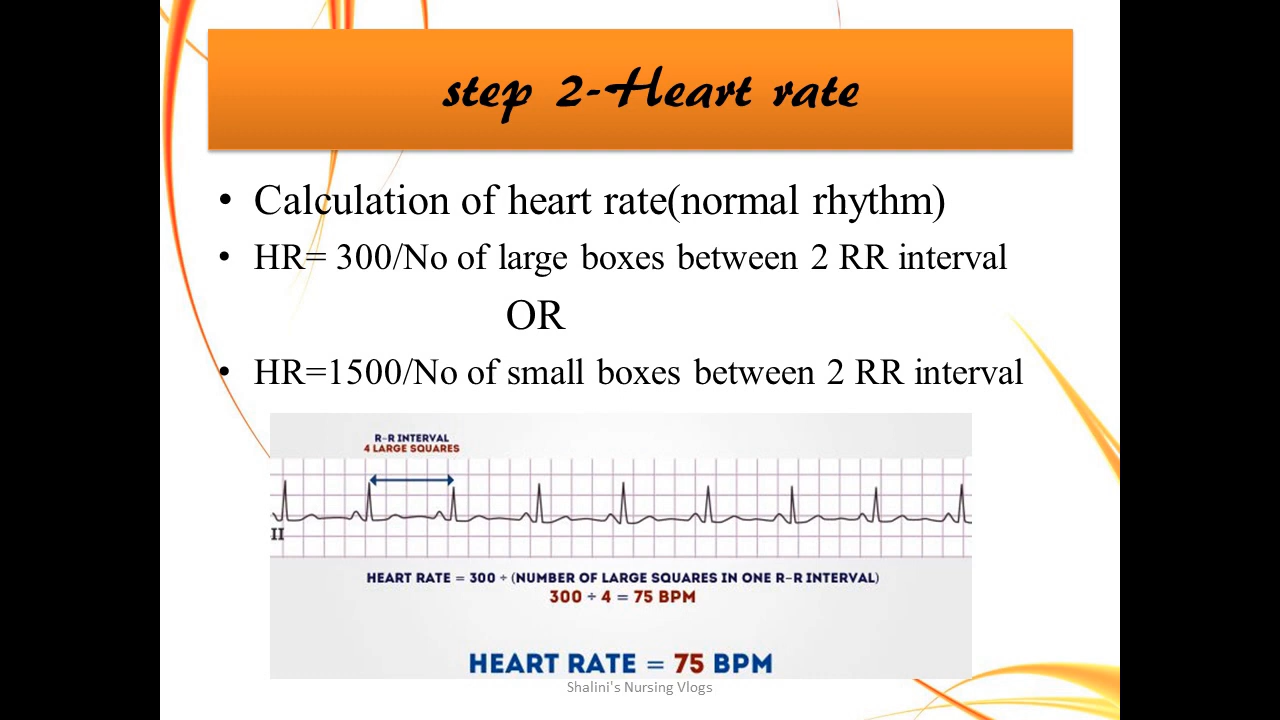 step 2-Heart rate
• Calculation of heart rate(normal rhythm)
• HR= 300/No of large boxes between 2 RR interval
OR
• HR=1500/No of small boxes between 2 RR interval
R-R INTERVAL
4 LARGE SQUARES
II
HEART RATE = 300 ÷ (NUMBER OF LARGE SQUARES IN ONE R-R INTERVAL)
300 ÷ 4 = 75 BPM
HEART RATE = 75 BPM
Shalini's Nursing Vlogs